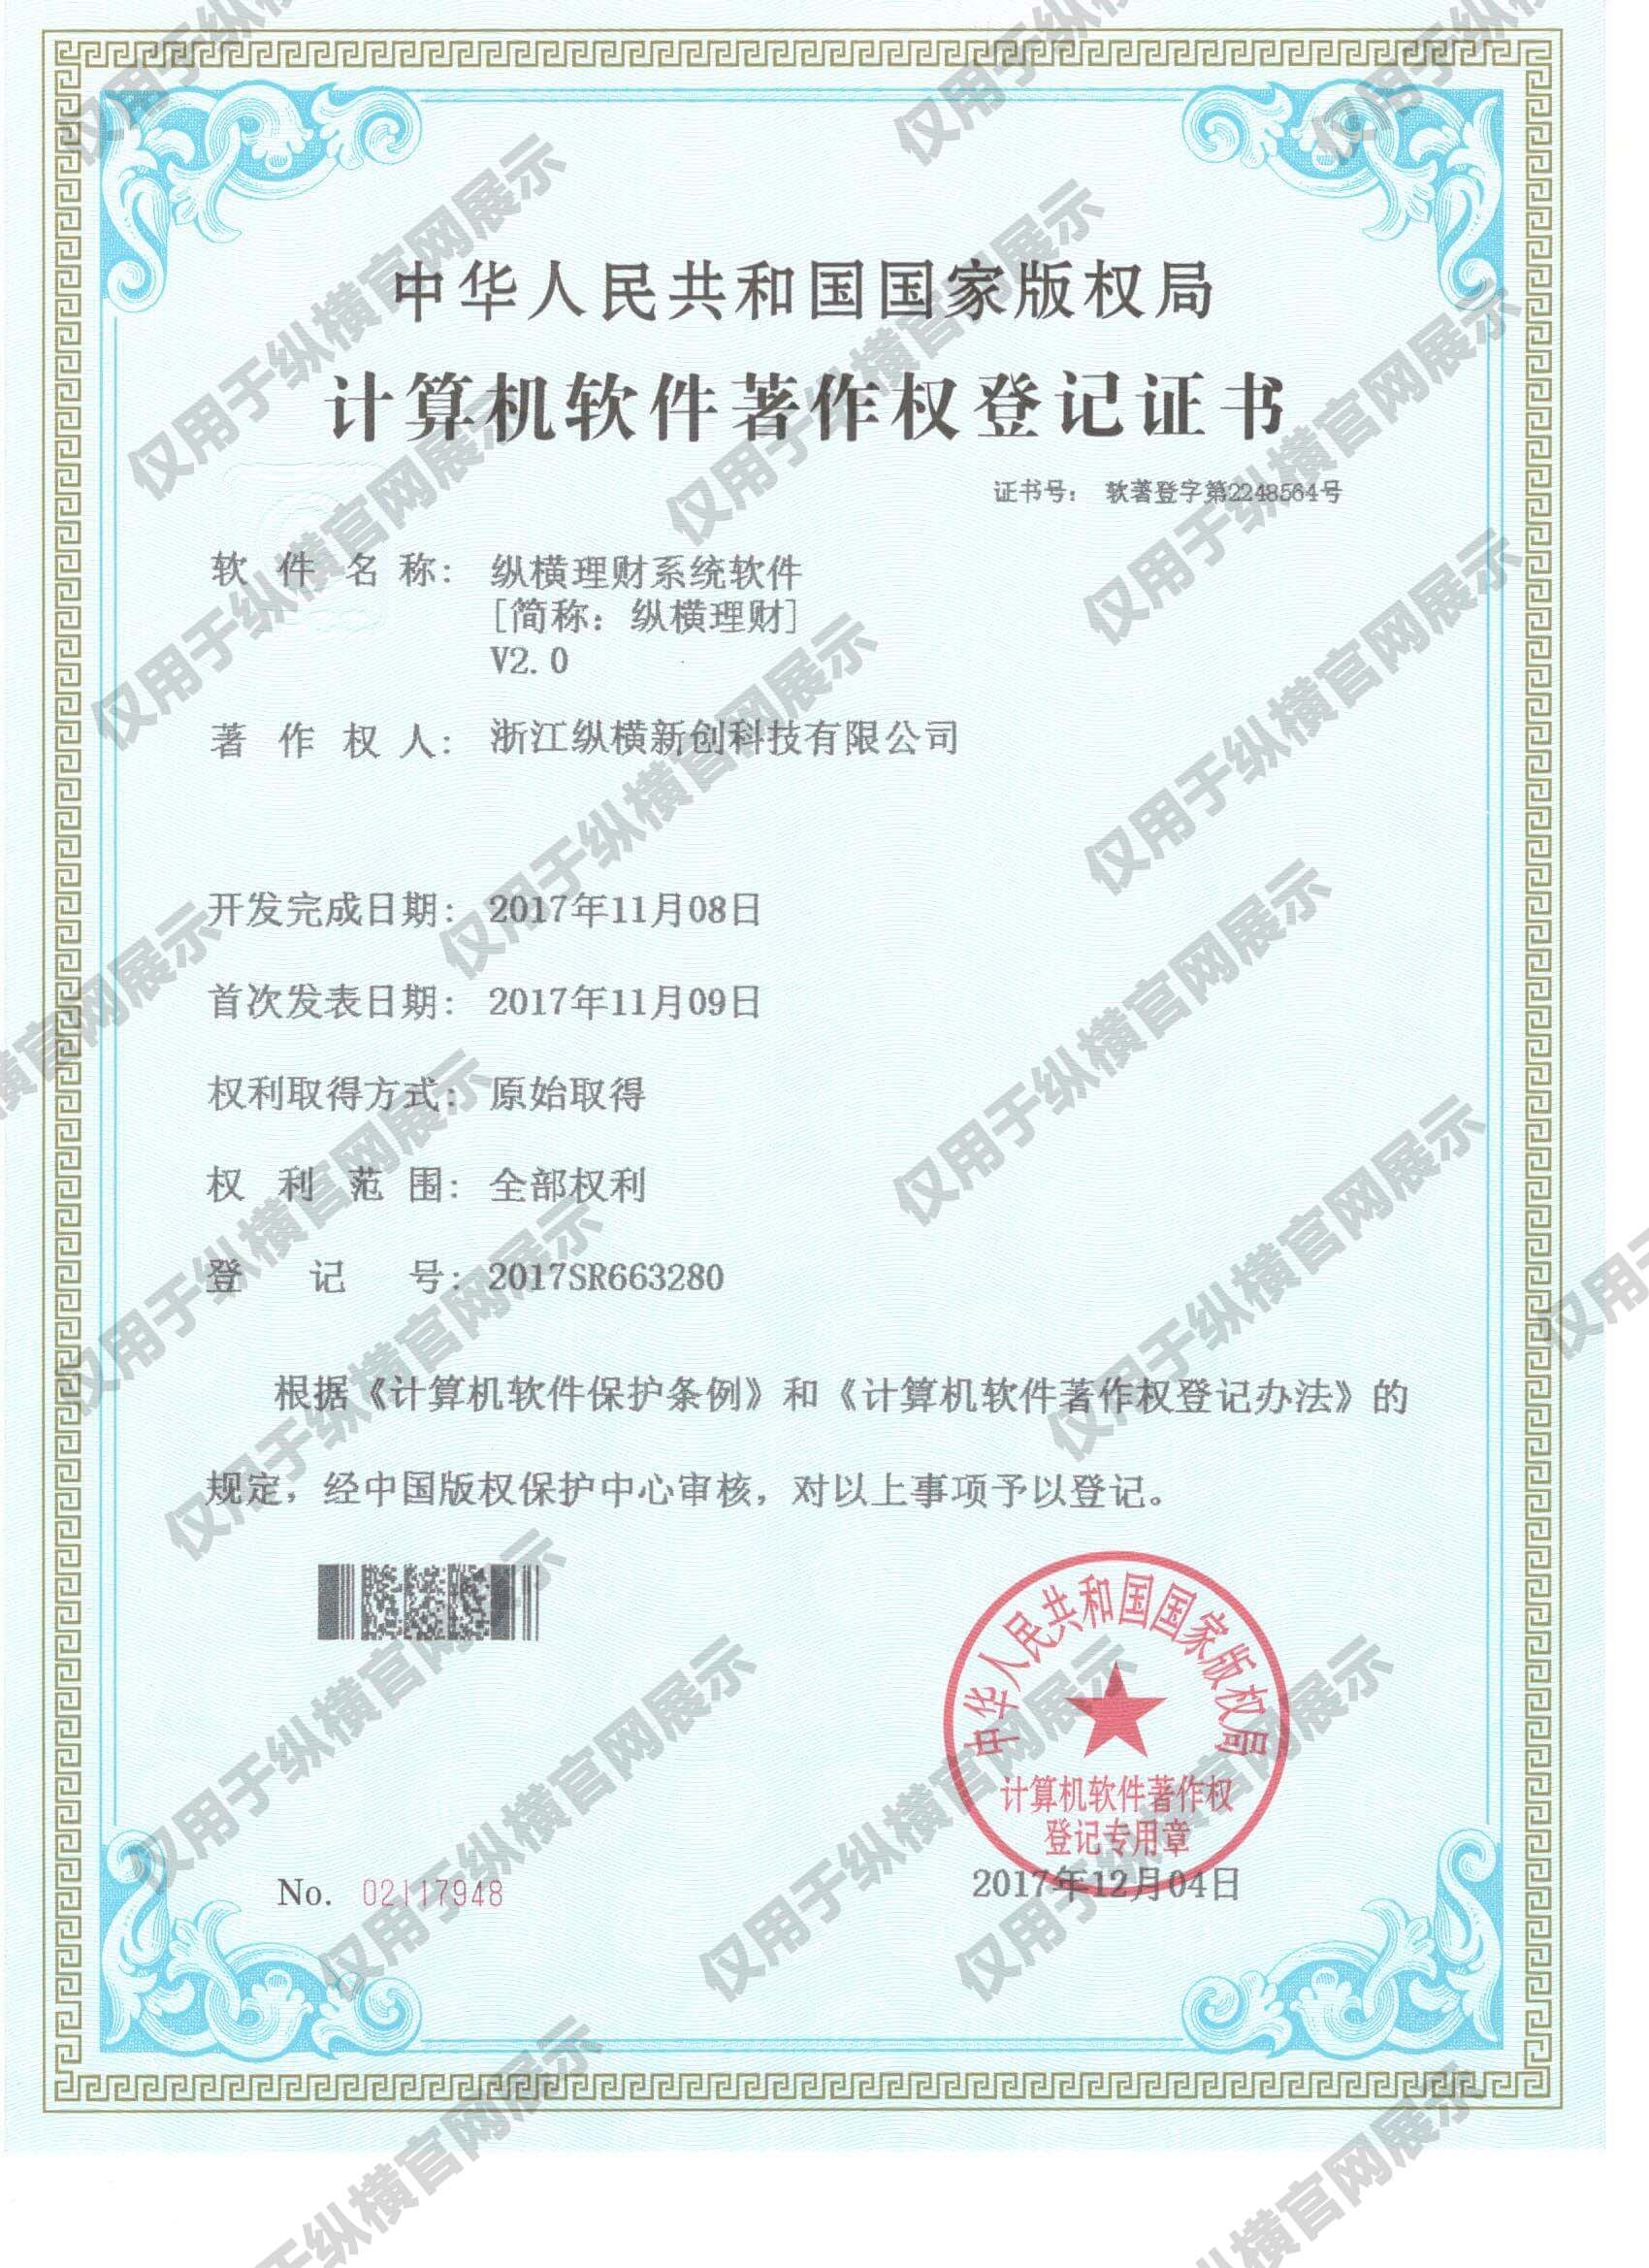 中华人民共和国国家版权局
计算机软件著作权登记证书
证书号： 软著登字第2248564号
软件名称： 纵横理财系统软件
[简称：纵横理财]
V2.0
著作权人： 浙江纵横新创科技有限公司
开发完成日期： 2017年11月08日
首次发表日期： 2017年11月09日
权利取得方式： 原始取得
权利范围： 全部权利
登记号： 2017SR663280
根据《计算机软件保护条例》和《计算机软件著作权登记办法》的
规定，经中国版权保护中心审核，对以上事项予以登记。
中华人民共和国国家版权局
计算机软件著作权
登记专用章
No. 02117948
2017年12月04日
仅用于纵横官网展示